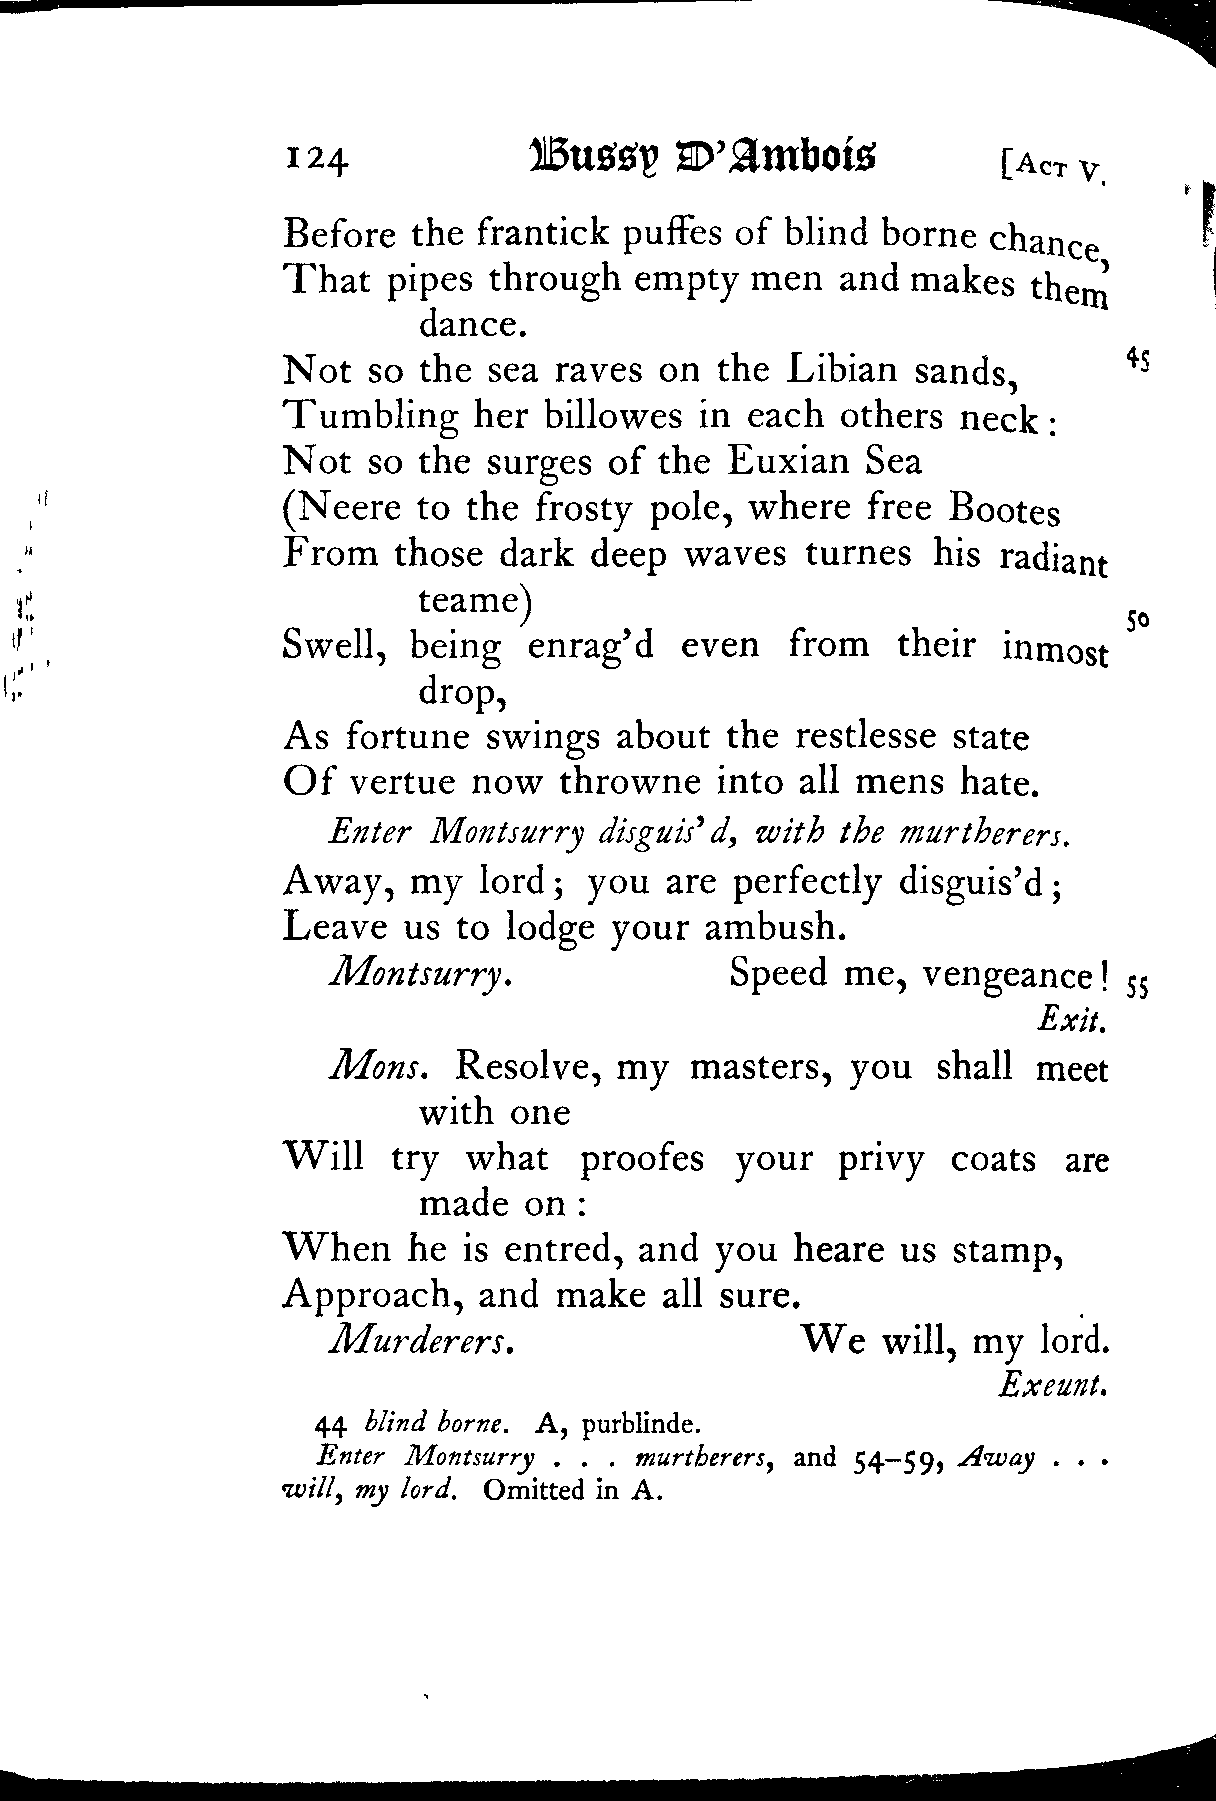 124 Bussy D'Ambois [Act V.
Before the frantick puffes of blind borne chance,
That pipes through empty men and makes them
dance.
Not so the sea raves on the Libian sands, 45
Tumbling her billowes in each others neck :
Not so the surges of the Euxian Sea
(Neere to the frosty pole, where free Bootes
From those dark deep waves turnes his radiant
teame)
Swell, being enrag'd even from their inmost 50
drop,
As fortune swings about the restlesse state
Of vertue now throwne into all mens hate.
Enter Montsurry disguis'd, with the murtherers.
Away, my lord ; you are perfectly disguis'd ;
Leave us to lodge your ambush.
Montsurry. Speed me, vengeance ! 55
Exit.
Mons. Resolve, my masters, you shall meet
with one
Will try what proofes your privy coats are
made on :
When he is entred, and you heare us stamp,
Approach, and make all sure.
Murderers. We will, my lord.
Exeunt.
44 blind borne. A, purblinde.
Enter Montsurry . . . murtherers, and 54–59, Away . . .
will, my lord. Omitted in A.